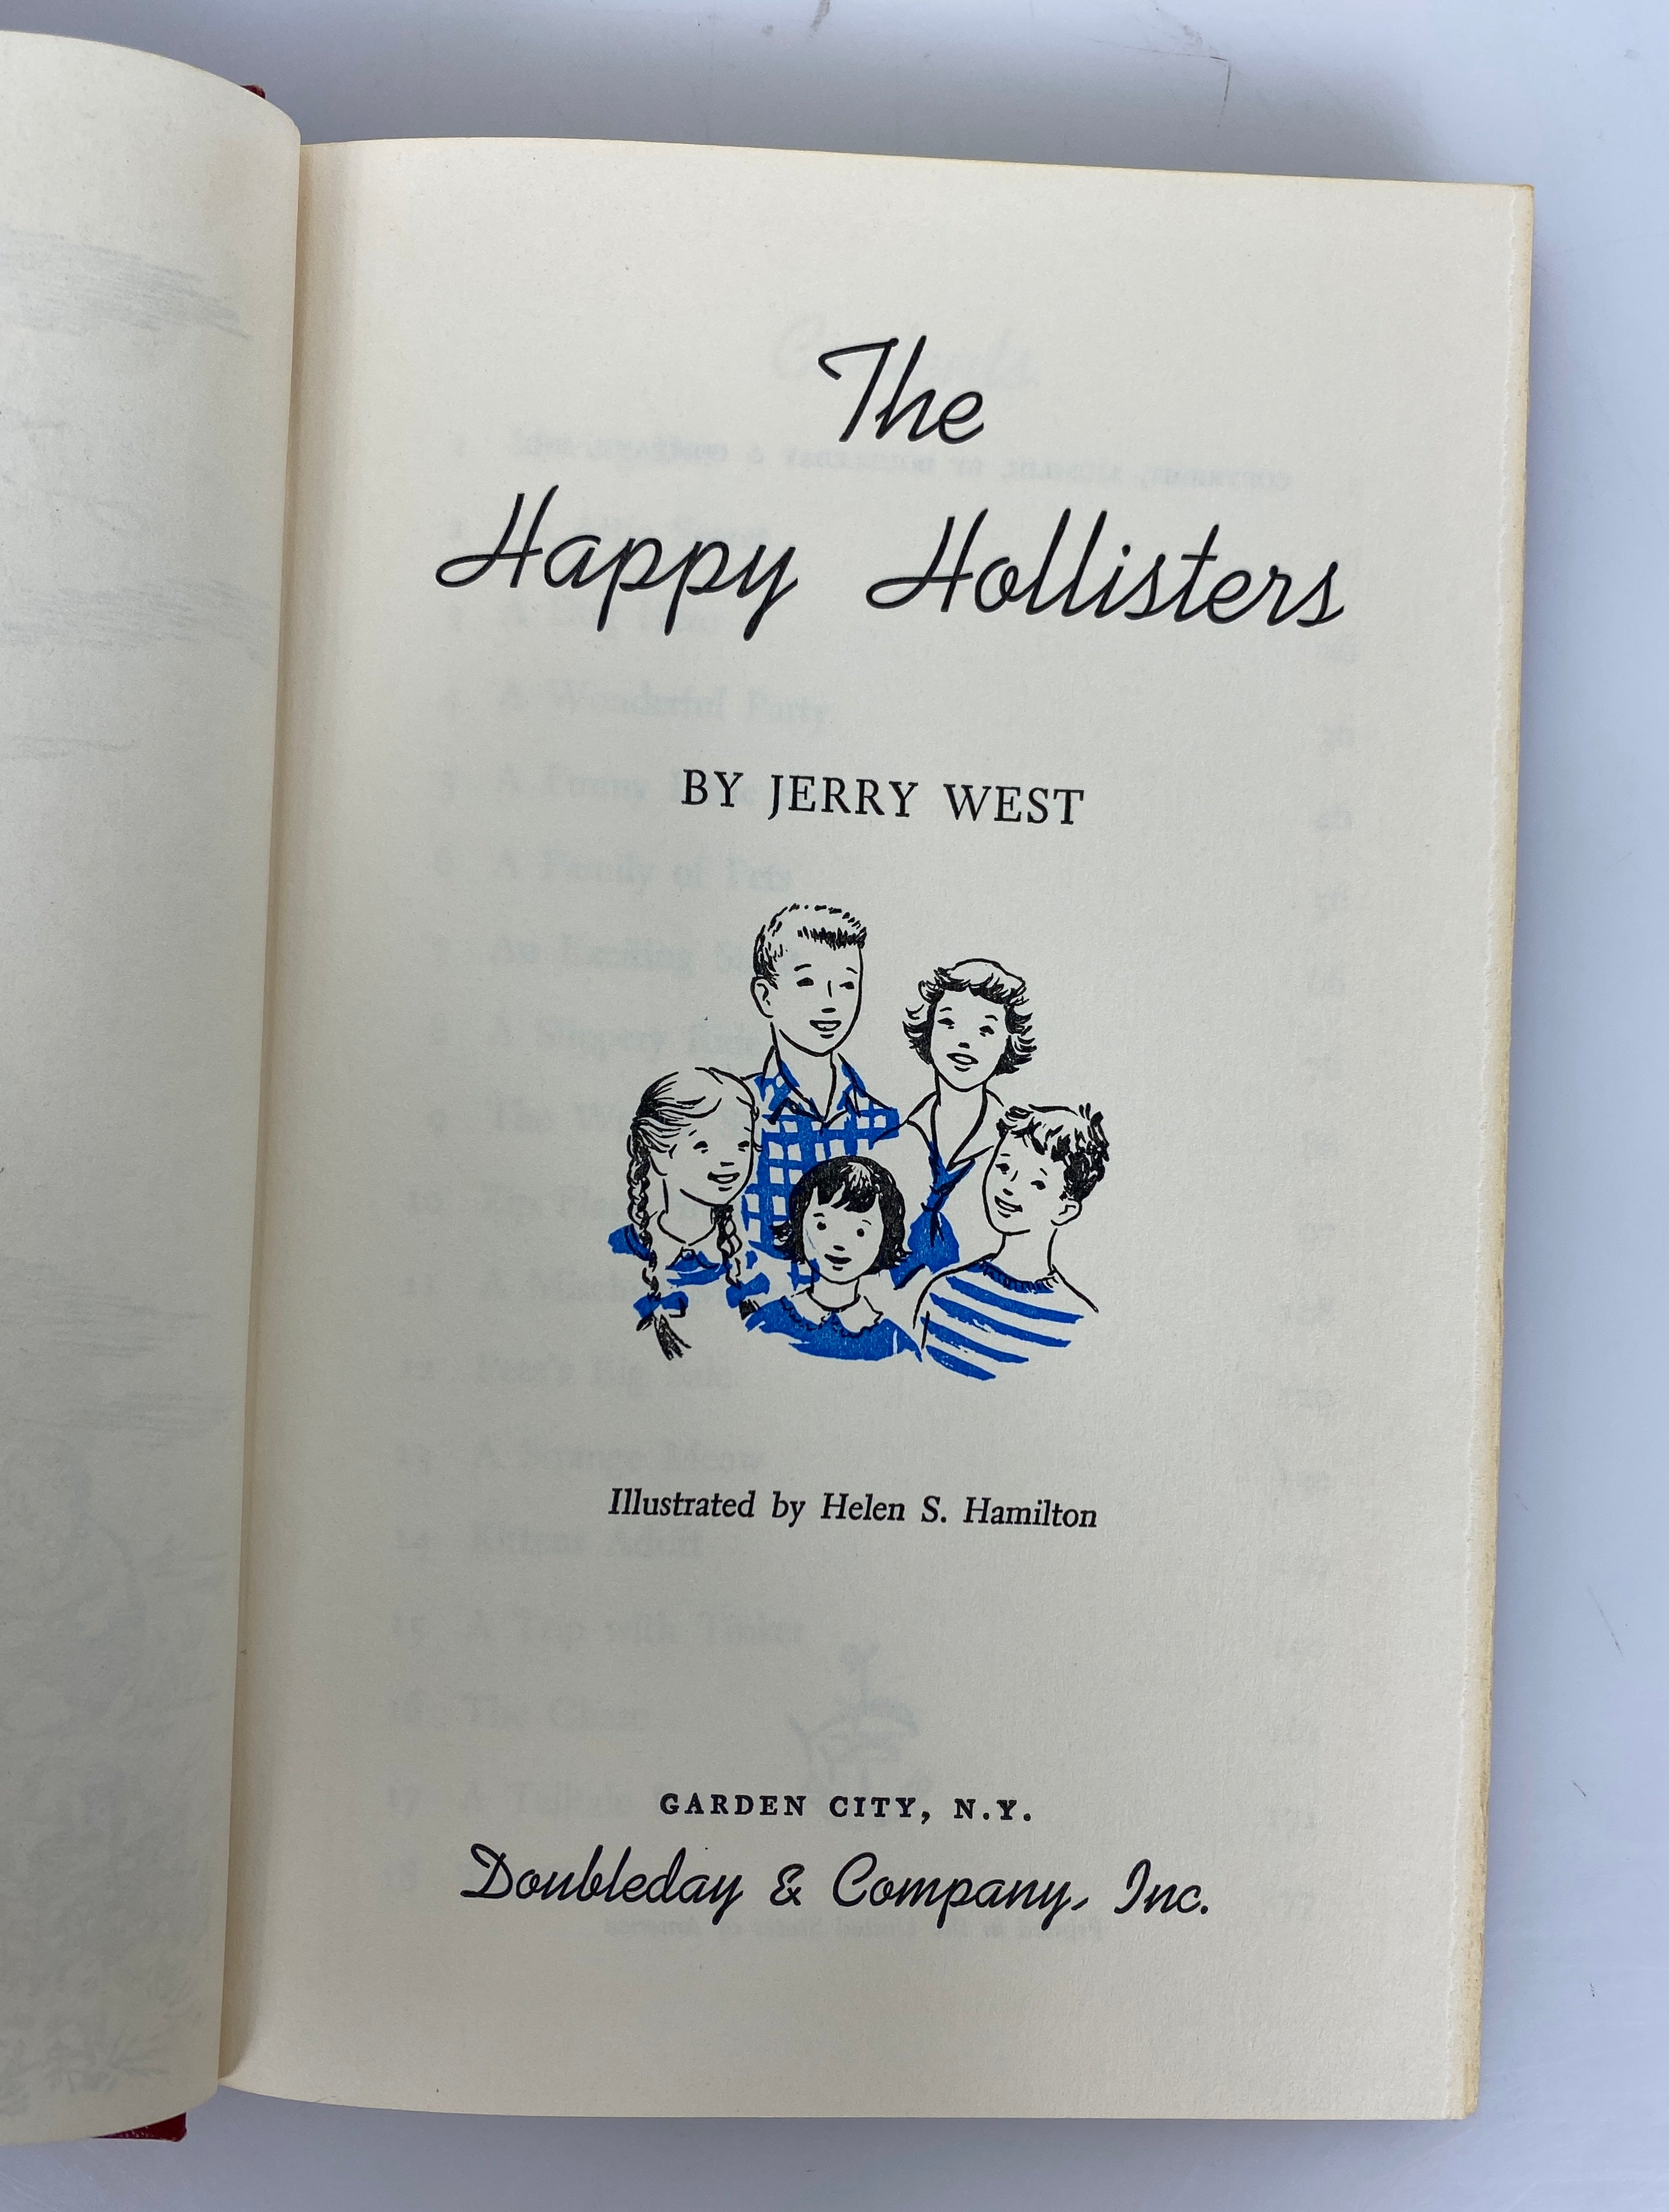 The
Happy Hollisters
BY JERRY WEST
Illustrated by Helen S. Hamilton
GARDEN CITY, N.Y.
Doubleday & Company, Inc.